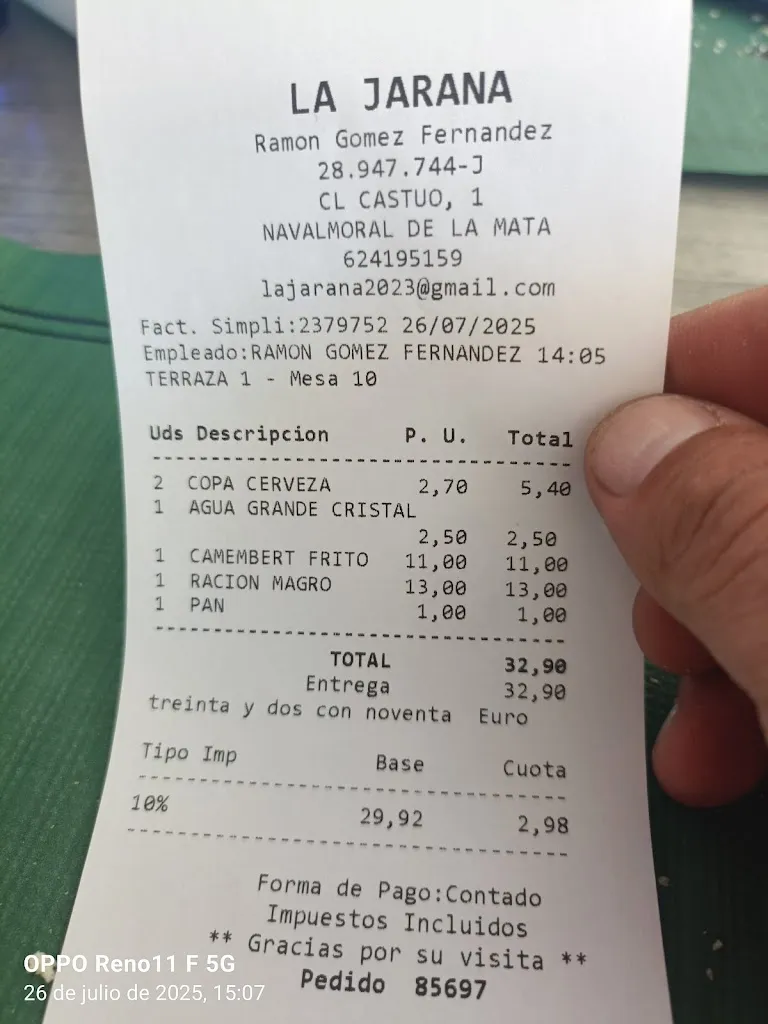 LA JARANA
Ramon Gomez Fernandez
28.947.744-J
CL CASTUO, 1
NAVALMORAL DE LA MATA
624195159
lajarana2023@gmail.com
Fact. Simpli:2379752 26/07/2025
Empleado:RAMON GOMEZ FERNANDEZ 14:05
TERRAZA 1 - Mesa 10
Uds Descripcion P. U. Total
2 COPA CERVEZA 2,70 5,40
1 AGUA GRANDE CRISTAL
2,50 2,50
1 CAMEMBERT FRITO 11,00 11,00
1 RACION MAGRO 13,00 13,00
1 PAN 1,00 1,00
TOTAL 32,90
Entrega 32,90
treinta y dos con noventa Euro
Tipo Imp Base Cuota
10% 29,92 2,98
Forma de Pago:Contado
Impuestos Incluidos
** Gracias por su visita **
Pedido 85697
OPPO Reno11 F 5G
26 de julio de 2025, 15:07